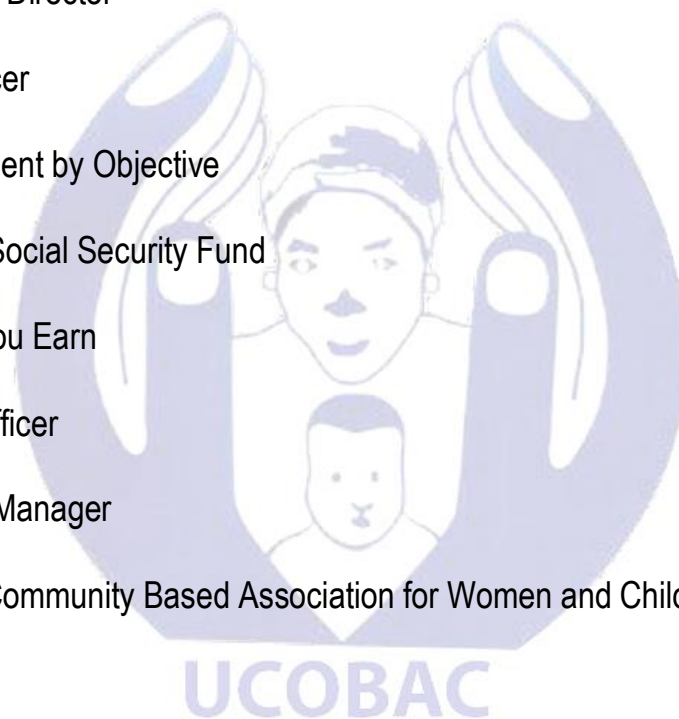 Director
cer
ent by Objective
Social Security Fund
ou Earn
fficer
Manager
Community Based Association for Women and Chil
UCOBAC